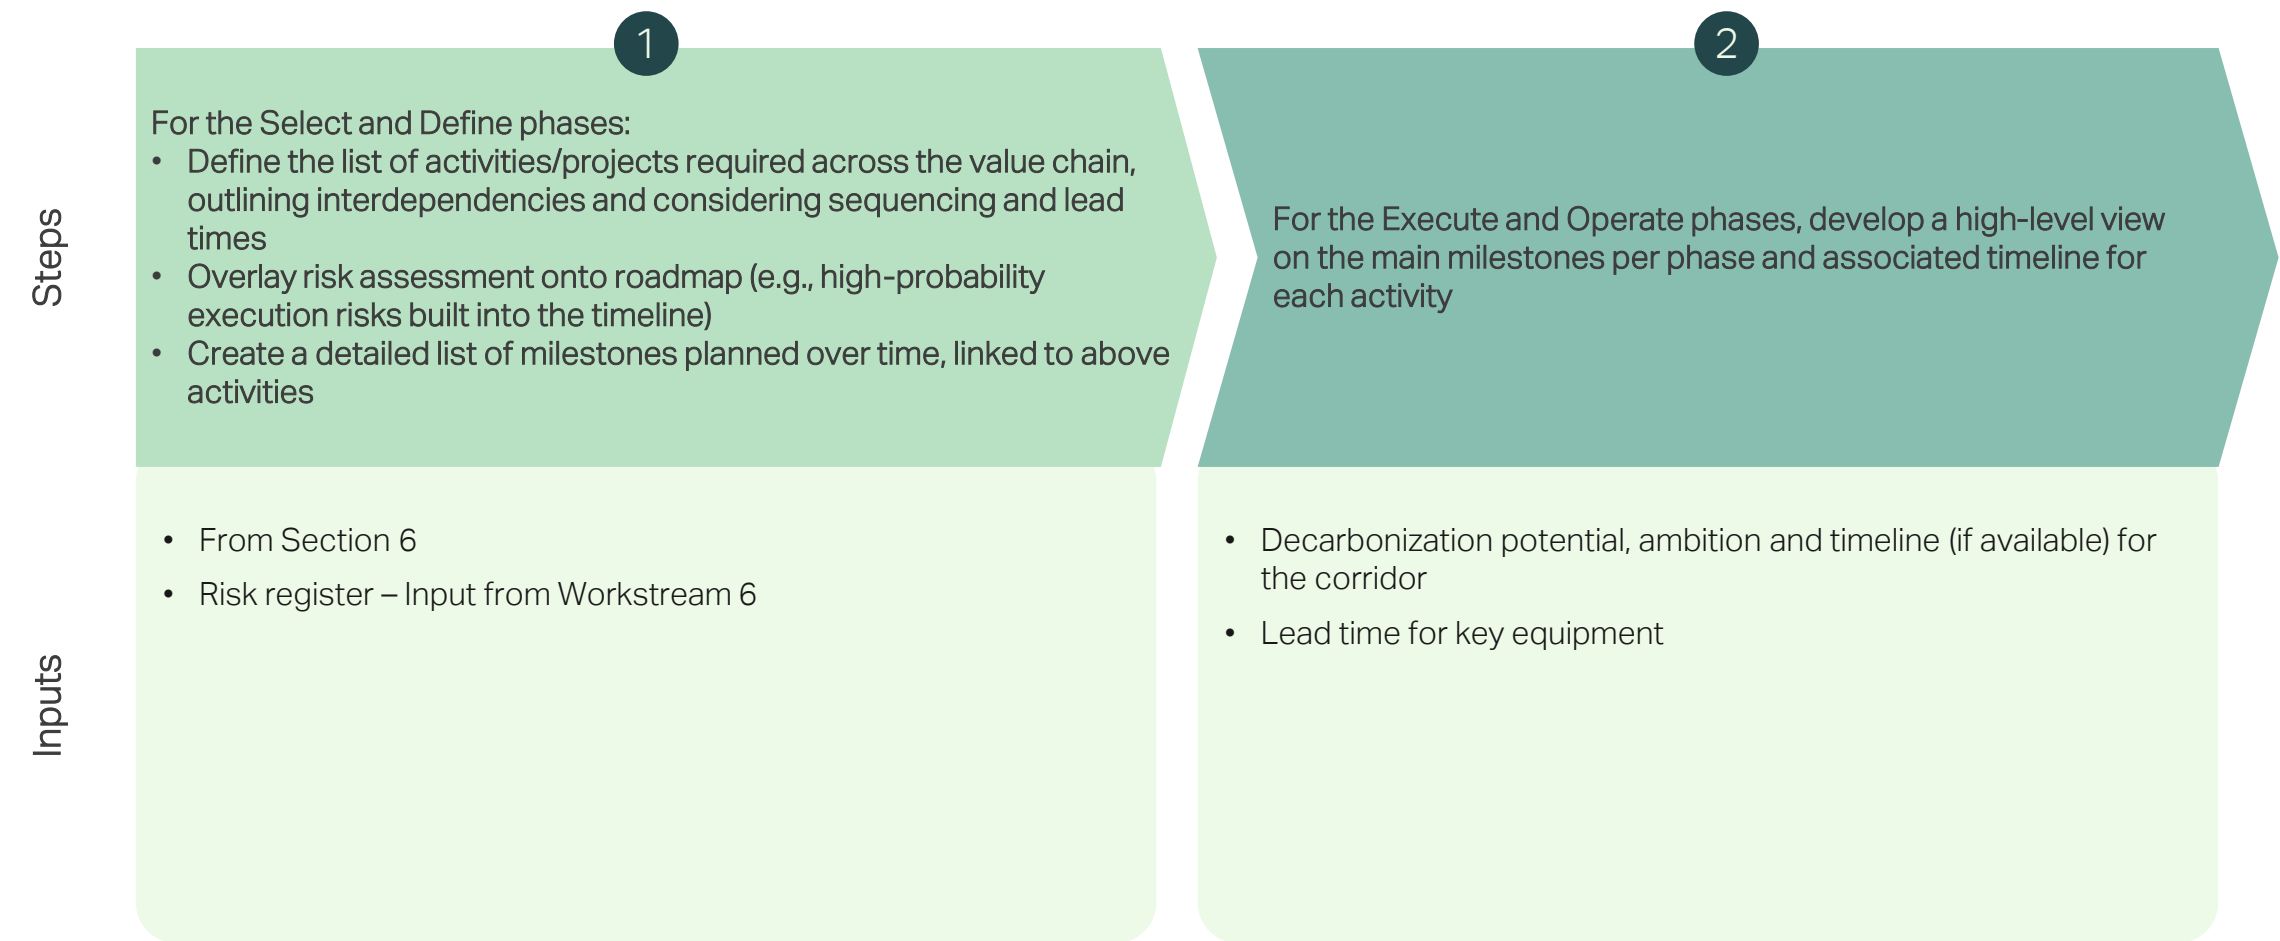 1
2
Steps
For the Select and Define phases:
• Define the list of activities/projects required across the value chain,
outlining interdependencies and considering sequencing and lead
times
• Overlay risk assessment onto roadmap (e.g., high-probability
execution risks built into the timeline)
• Create a detailed list of milestones planned over time, linked to above
activities
For the Execute and Operate phases, develop a high-level view
on the main milestones per phase and associated timeline for
each activity
Inputs
• From Section 6
• Risk register – Input from Workstream 6
• Decarbonization potential, ambition and timeline (if available) for
the corridor
• Lead time for key equipment